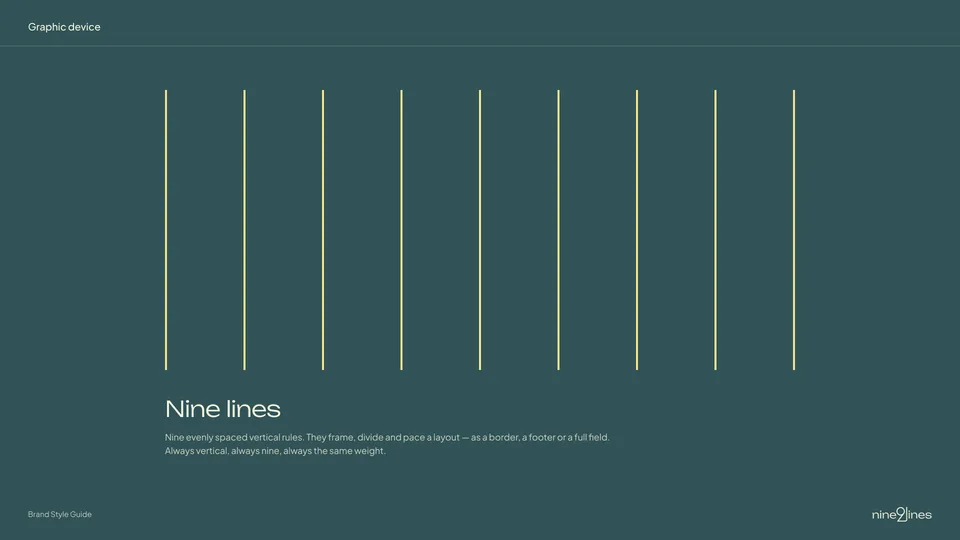 Graphic device
Nine lines
Nine evenly spaced vertical rules. They frame, divide and pace a layout — as a border, a footer or a full field.
Always vertical, always nine, always the same weight.
Brand Style Guide
nine9lines